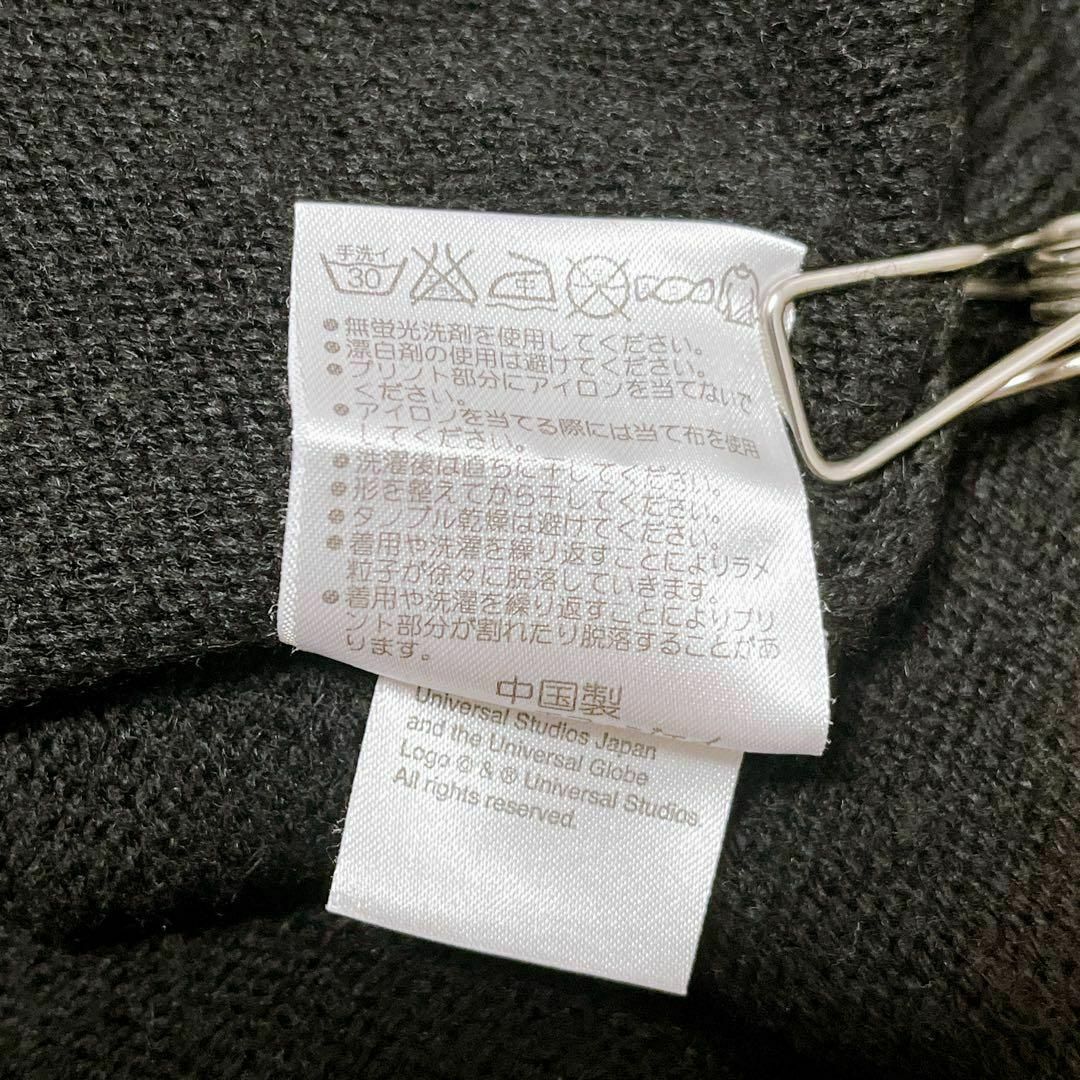 手洗イ
30
中
• 無蛍光洗剤を使用してください。
• 漂白剤の使用は避けてください。
• プリント部分にアイロンを当てないで
ください。
• アイロンを当てる際には当て布を使用
してください。
• 洗濯後は直ちに干してください。
• 形を整えてから干してください。
• タンブル乾燥は避けてください。
• 着用や洗濯を繰り返すことによりラメ
粒子が徐々に脱落していきます。
• 着用や洗濯を繰り返すことによりプリ
ント部分が割れたり脱落することがあ
ります。
中国製
Universal Studios Japan
and the Universal Globe
Logo © & ® Universal Studios.
All rights reserved.